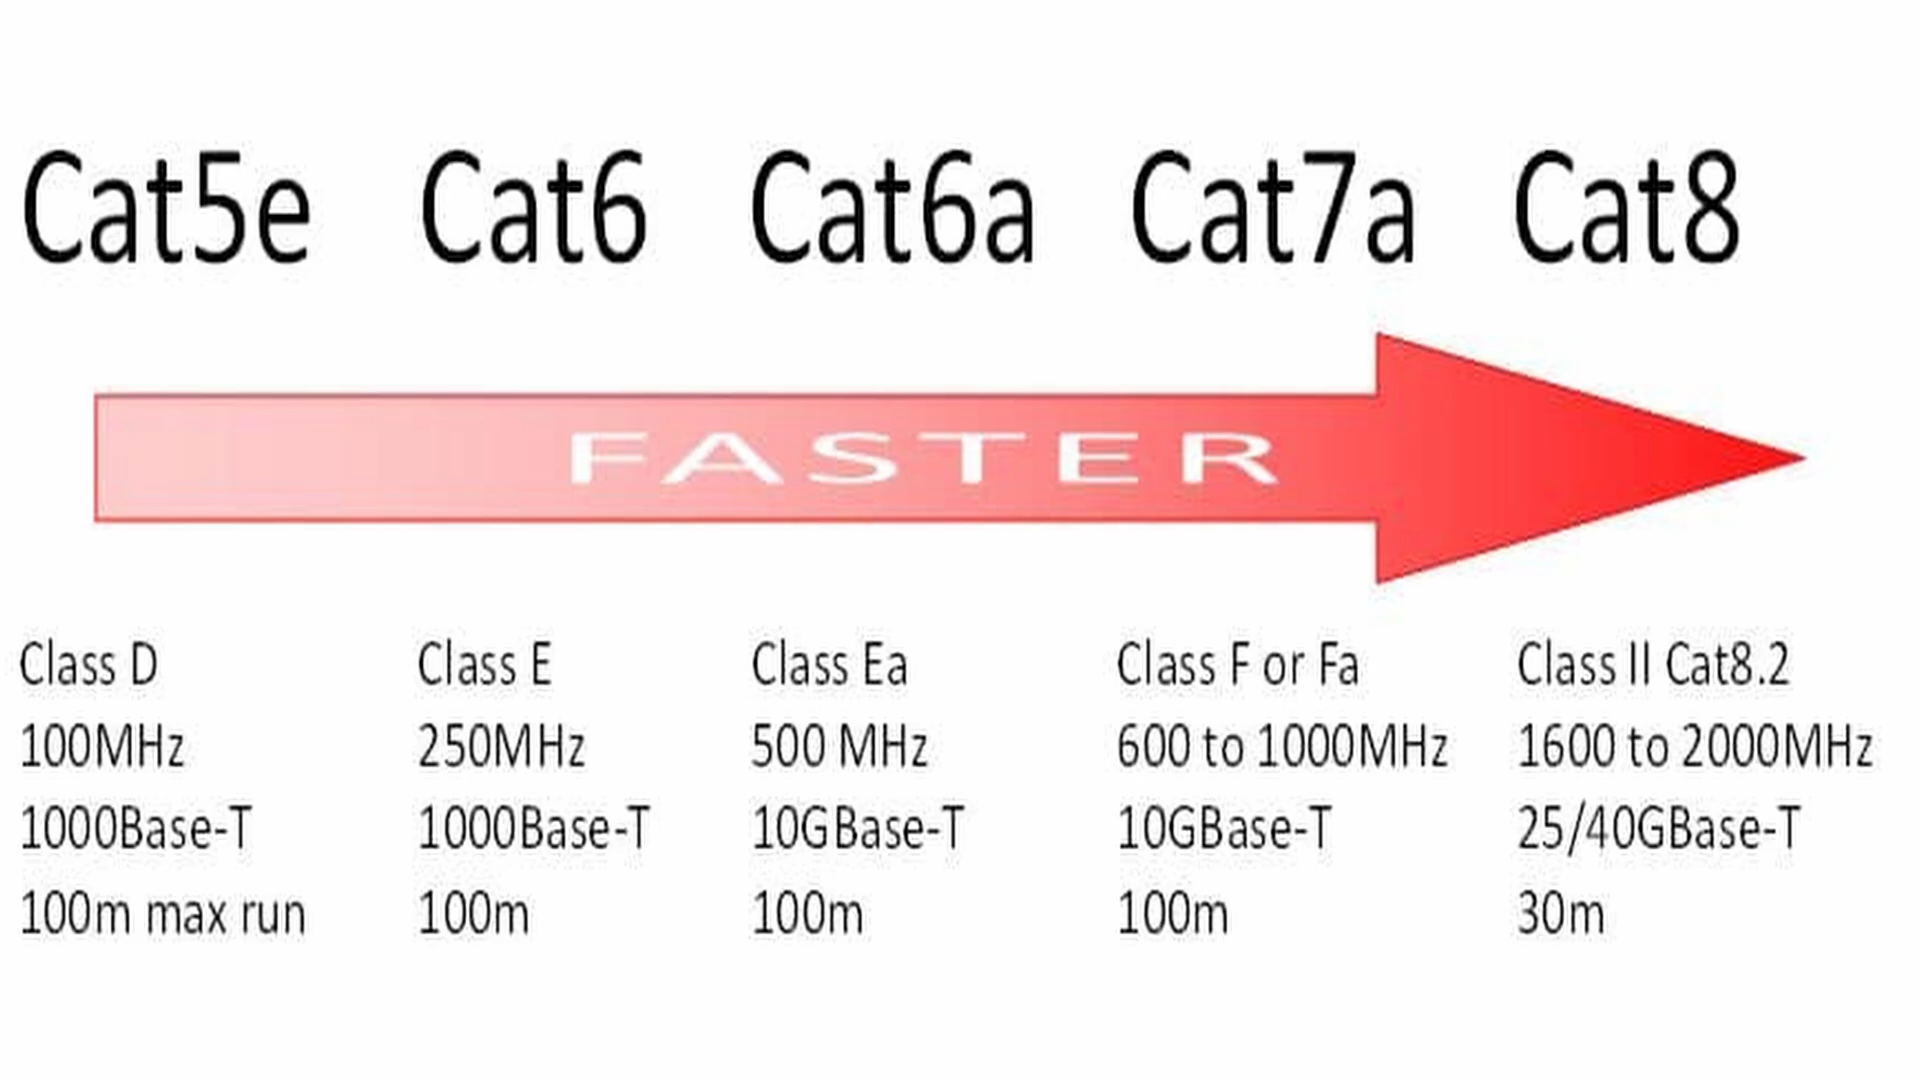 Cat5e Cat6 Cat6a Cat7a Cat8
FASTER
Class D Class E Class Ea Class F or Fa Class II Cat8.2
100MHz 250MHz 500 MHz 600 to 1000MHz 1600 to 2000MHz
1000Base-T 1000Base-T 10GBase-T 10GBase-T 25/40GBase-T
100m max run 100m 100m 100m 30m